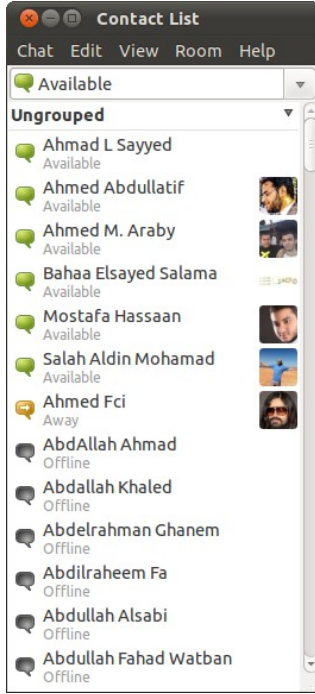 Contact List
Chat Edit View Room Help
Available
Ungrouped
Ahmad L Sayyed
Available
Ahmed Abdullatif
Available
Ahmed M. Araby
Available
Bahaa Elsayed Salama
Available
Mostafa Hassaan
Available
Salah Aldin Mohamad
Available
Ahmed Fci
Away
AbdAllah Ahmad
Offline
Abdallah Khaled
Offline
Abdelrahman Ghanem
Offline
Abdilraheem Fa
Offline
Abdullah Alsabi
Offline
Abdullah Fahad Watban
Offline